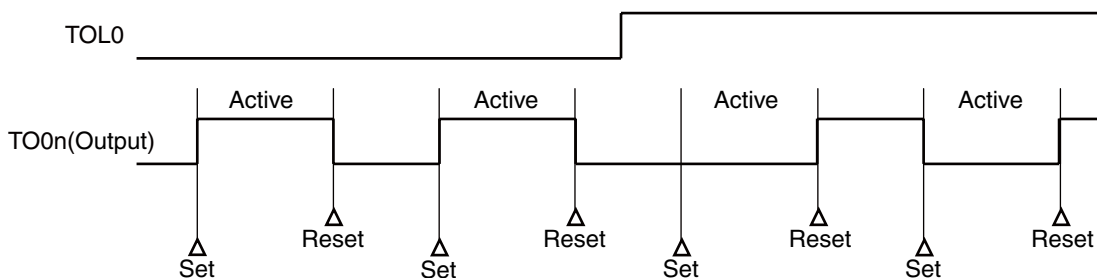 TOL0
Active Active Active Active
TO0n(Output)
Reset Reset Reset Reset
Set Set Set Set